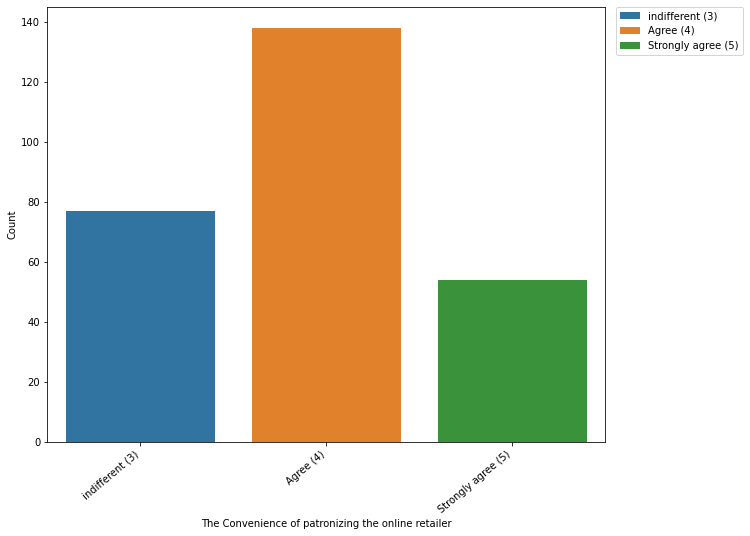 140
120
100
80
60
40
20
0
Count
indifferent (3)
Agree (4)
Strongly agree (5)
The Convenience of patronizing the online retailer
indifferent (3)
Agree (4)
Strongly agree (5)